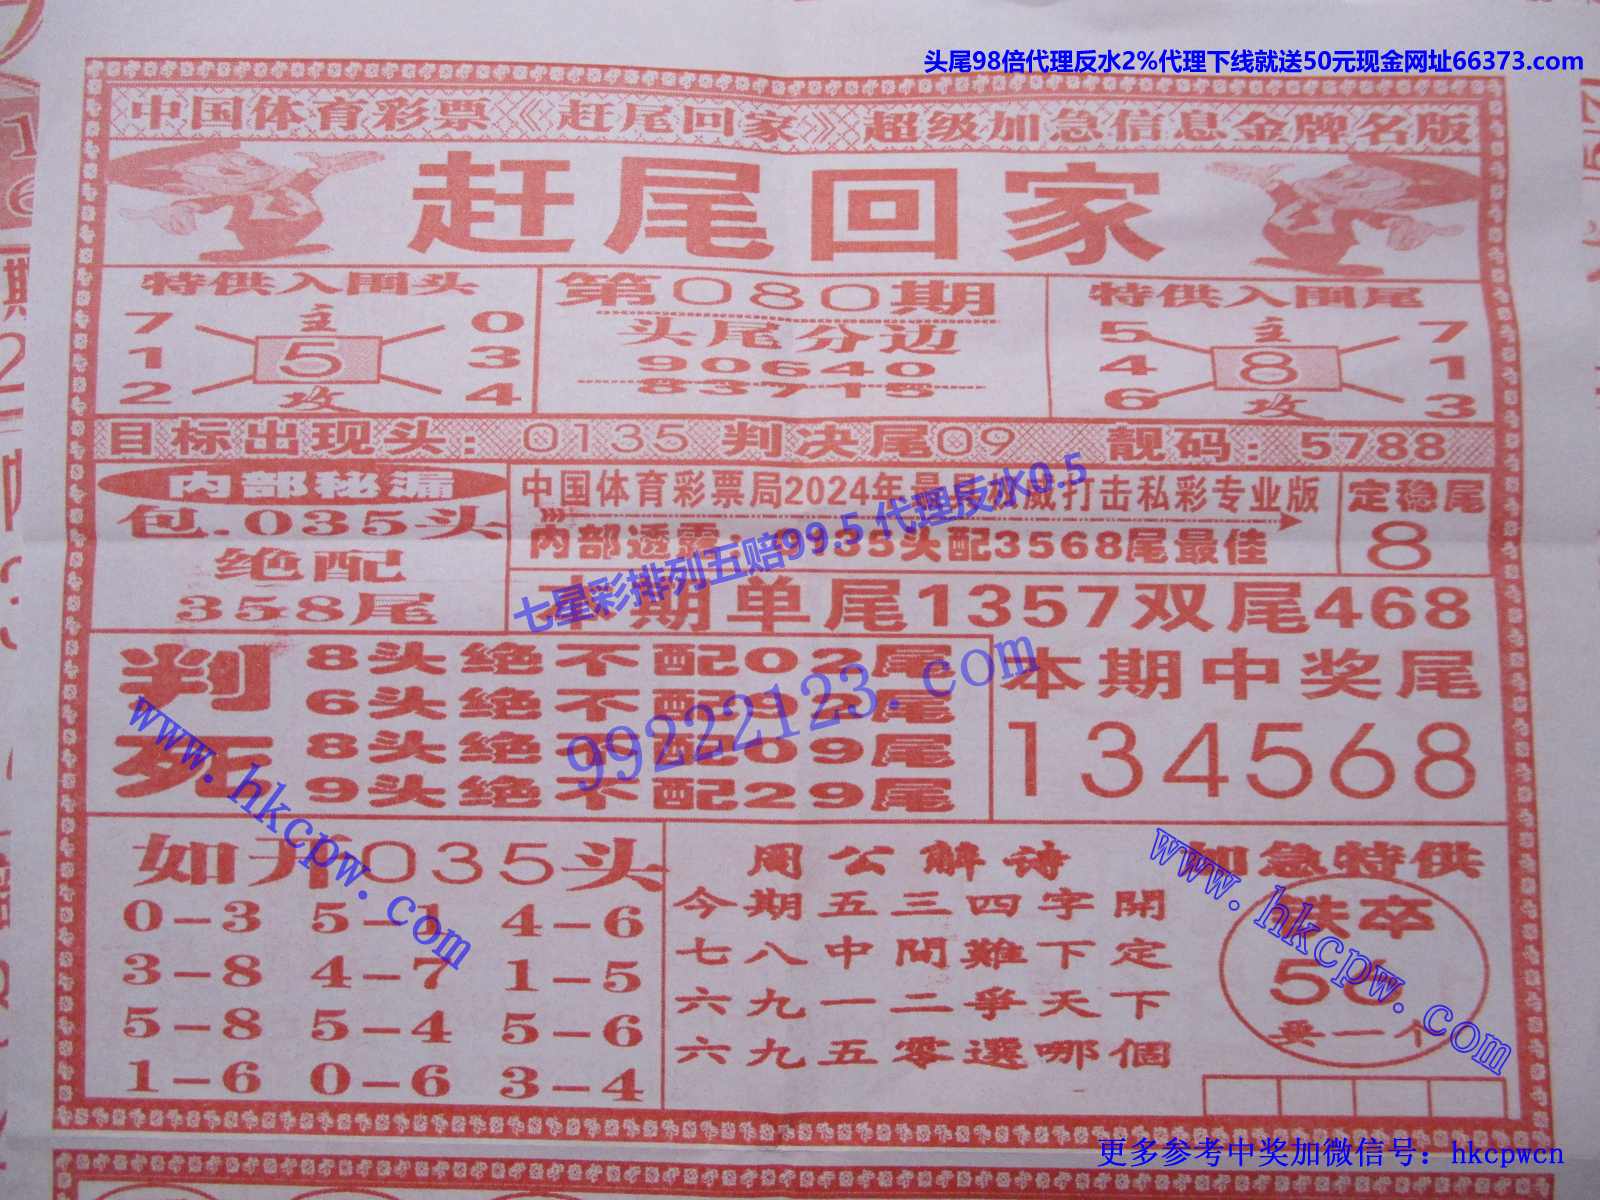 头尾98倍代理反水2%代理下线就送50元现金网址66373.com
中国体育彩票《赶尾回家》超级加急信息金牌名版
赶尾回家
特供入围头
7 主 0
1 5 3
2 攻 4
第080期
头尾分边
90640
83715
特供入围尾
5 主 7
4 8 1
6 攻 3
目标出现头：0135 判决尾09 靓码：5788
内部秘漏
包.035头
绝配
358尾
中国体育彩票局2024年最具权威打击私彩专业版
内部透露：0135头配3568尾最佳
定稳尾
8
本期单尾1357双尾468
七星彩排列五赔99.5 代理反水0.5
判死
8头绝不配02尾
6头绝不配92尾
8头绝不配09尾
9头绝不配29尾
99222123.com
本期中奖尾
134568
如开035头
0-3 5-1 4-6
3-8 4-7 1-5
5-8 5-4 5-6
1-6 0-6 3-4
www.hkcpw.com
周公解诗
今期五三四字開
七八中間難下定
六九一二爭天下
六九五零選哪個
加急特供
卒
56
卖一个
www.hkcpw.com
更多参考中奖加微信号：hkcpwcn